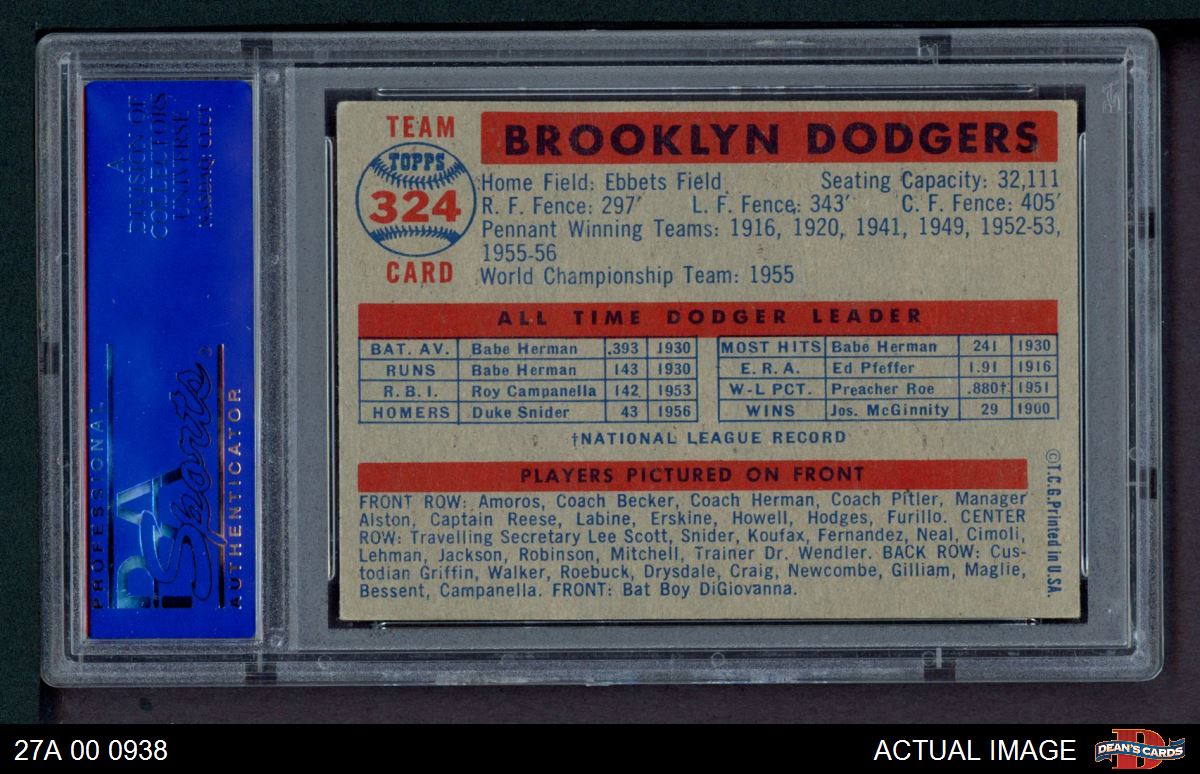 A
DIVISION OF
COLLECTORS
UNIVERSE
NASDAQ: CLCT
PROFESSIONAL
PSA
Sports
AUTHENTICATOR
TEAM
TOPPS
324
CARD
BROOKLYN DODGERS
Home Field: Ebbets Field Seating Capacity: 32,111
R. F. Fence: 297′ L. F. Fence: 343′ C. F. Fence: 405′
Pennant Winning Teams: 1916, 1920, 1941, 1949, 1952-53,
1955-56
World Championship Team: 1955
ALL TIME DODGER LEADER
BAT. AV. Babe Herman .393 1930 MOST HITS Babe Herman 241 1930
RUNS Babe Herman 143 1930 E. R. A. Ed Pfeffer 1.91 1916
R. B. I. Roy Campanella 142 1953 W-L PCT. Preacher Roe .880† 1951
HOMERS Duke Snider 43 1956 WINS Jos. McGinnity 29 1900
†NATIONAL LEAGUE RECORD
PLAYERS PICTURED ON FRONT
FRONT ROW: Amoros, Coach Becker, Coach Herman, Coach Pitler, Manager
Alston, Captain Reese, Labine, Erskine, Howell, Hodges, Furillo. CENTER
ROW: Travelling Secretary Lee Scott, Snider, Koufax, Fernandez, Neal, Cimoli,
Lehman, Jackson, Robinson, Mitchell, Trainer Dr. Wendler. BACK ROW: Cus-
todian Griffin, Walker, Roebuck, Drysdale, Craig, Newcombe, Gilliam, Maglie,
Bessent, Campanella. FRONT: Bat Boy DiGiovanna.
©T.C.G. Printed in U.S.A.
27A 00 0938
ACTUAL IMAGE
D
DEAN'S CARDS